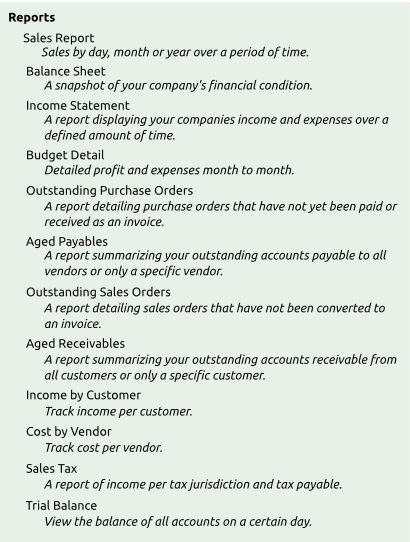 Reports
Sales Report
Sales by day, month or year over a period of time.
Balance Sheet
A snapshot of your company's financial condition.
Income Statement
A report displaying your companies income and expenses over a
defined amount of time.
Budget Detail
Detailed profit and expenses month to month.
Outstanding Purchase Orders
A report detailing purchase orders that have not yet been paid or
received as an invoice.
Aged Payables
A report summarizing your outstanding accounts payable to all
vendors or only a specific vendor.
Outstanding Sales Orders
A report detailing sales orders that have not been converted to
an invoice.
Aged Receivables
A report summarizing your outstanding accounts receivable from
all customers or only a specific customer.
Income by Customer
Track income per customer.
Cost by Vendor
Track cost per vendor.
Sales Tax
A report of income per tax jurisdiction and tax payable.
Trial Balance
View the balance of all accounts on a certain day.